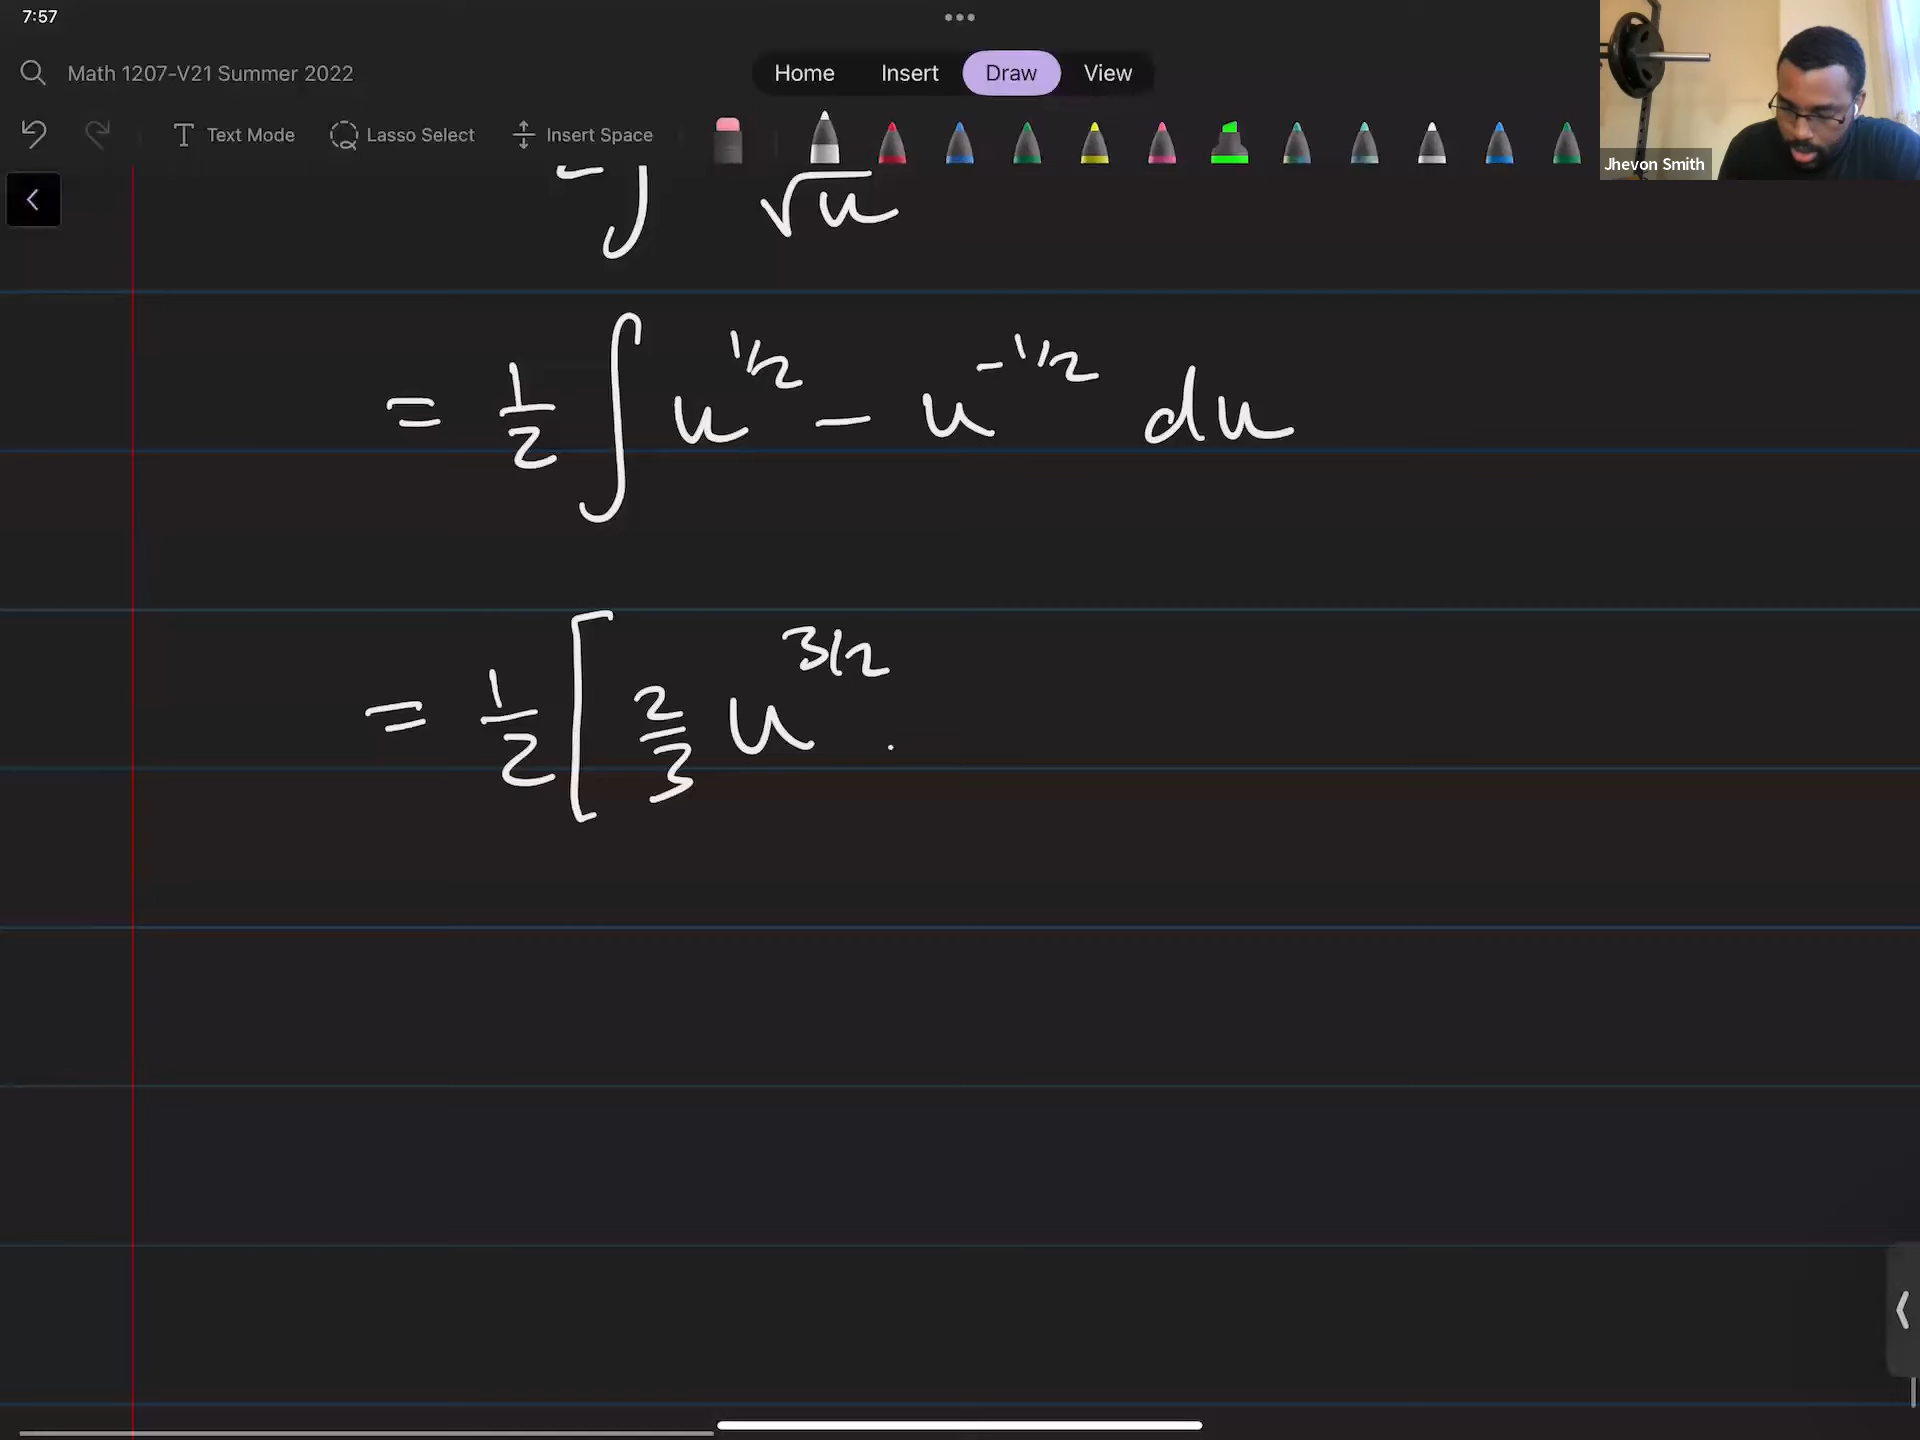 7:57
Math 1207-V21 Summer 2022
Home Insert Draw View
Text Mode Lasso Select Insert Space
Jhevon Smith
∫ √u
= 1/2 ∫ u^1/2 - u^-1/2 du
= 1/2 [ 2/3 u^3/2